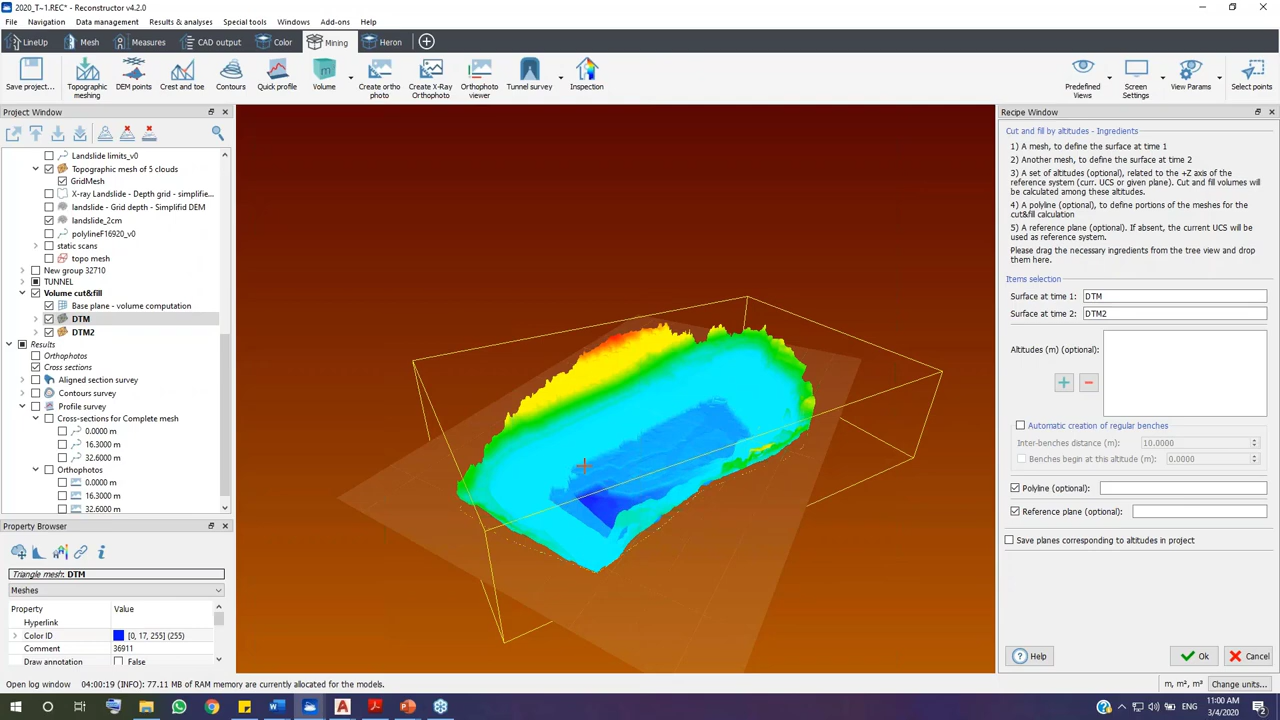 2020_T~1.REC* - Reconstructor v4.2.0
File Navigation Data management Results & analyses Special tools Windows Add-ons Help
LineUp Mesh Measures CAD output Color Mining Heron
Save project... Topographic meshing DEM points Crest and toe Contours Quick profile Volume Create ortho photo Create X-Ray Orthophoto Orthophoto viewer Tunnel survey Inspection Predefined Views Screen Settings View Params Select points
Project Window
Landslide limits_v0
Topographic mesh of 5 clouds
GridMesh
X-ray Landslide - Depth grid - simplifie...
landslide - Grid depth - Simplifid DEM
landslide_2cm
polylineF16920_v0
static scans
topo mesh
New group 32710
TUNNEL
Volume cut&fill
Base plane - volume computation
DTM
DTM2
Results
Orthophotos
Cross sections
Aligned section survey
Contours survey
Profile survey
Cross-sections for Complete mesh
0.0000 m
16.3000 m
32.6000 m
Orthophotos
0.0000 m
16.3000 m
32.6000 m
Property Browser
Triangle mesh: DTM
Meshes
Property Value
Hyperlink
Color ID [0, 17, 255] (255)
Comment 36911
Draw annotation False
Recipe Window
Cut and fill by altitudes - Ingredients
1) A mesh, to define the surface at time 1
2) Another mesh, to define the surface at time 2
3) A set of altitudes (optional), related to the +Z axis of the
reference system (curr. UCS or given plane). Cut and fill volumes
will be calculated among these altitudes.
4) A polyline (optional), to define portions of the meshes for the
cut&fill calculation
5) A reference plane (optional). If absent, the current UCS will be
used as reference system.
Please drag the necessary ingredients from the tree view and drop
them here.
Items selection
Surface at time 1: DTM
Surface at time 2: DTM2
Altitudes (m) (optional):
Automatic creation of regular benches
Inter-benches distance (m): 10.0000
Benches begin at this altitude (m) 0.0000
Polyline (optional):
Reference plane (optional):
Save planes corresponding to altitudes in project
Help Ok Cancel
Open log window 04:00:19 (INFO): 77.11 MB of RAM memory are currently allocated for the models. m, m², m³ Change units...
ENG 11:00 AM
3/4/2020 2